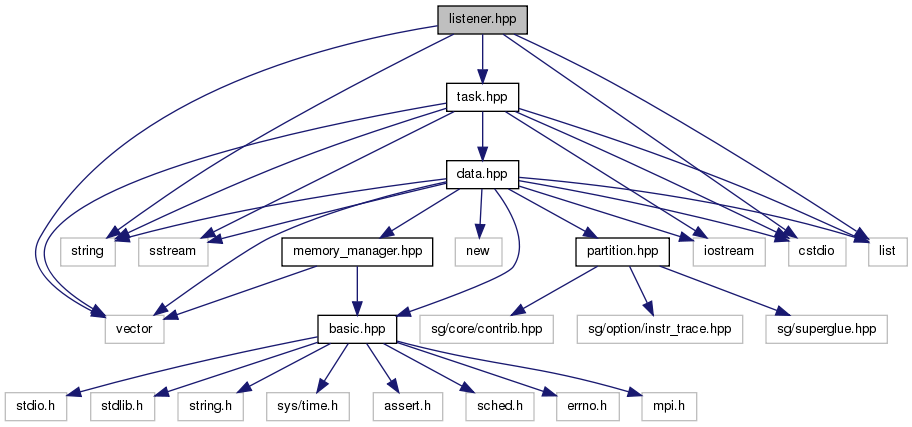 listener.hpp
task.hpp
data.hpp
string
sstream
memory_manager.hpp
new
partition.hpp
iostream
cstdio
list
vector
basic.hpp
sg/core/contrib.hpp
sg/option/instr_trace.hpp
sg/superglue.hpp
stdio.h
stdlib.h
string.h
sys/time.h
assert.h
sched.h
errno.h
mpi.h